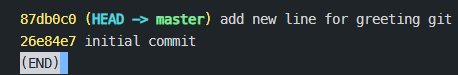 87db0c0 (HEAD -> master) add new line for greeting git
26e84e7 initial commit
(END)